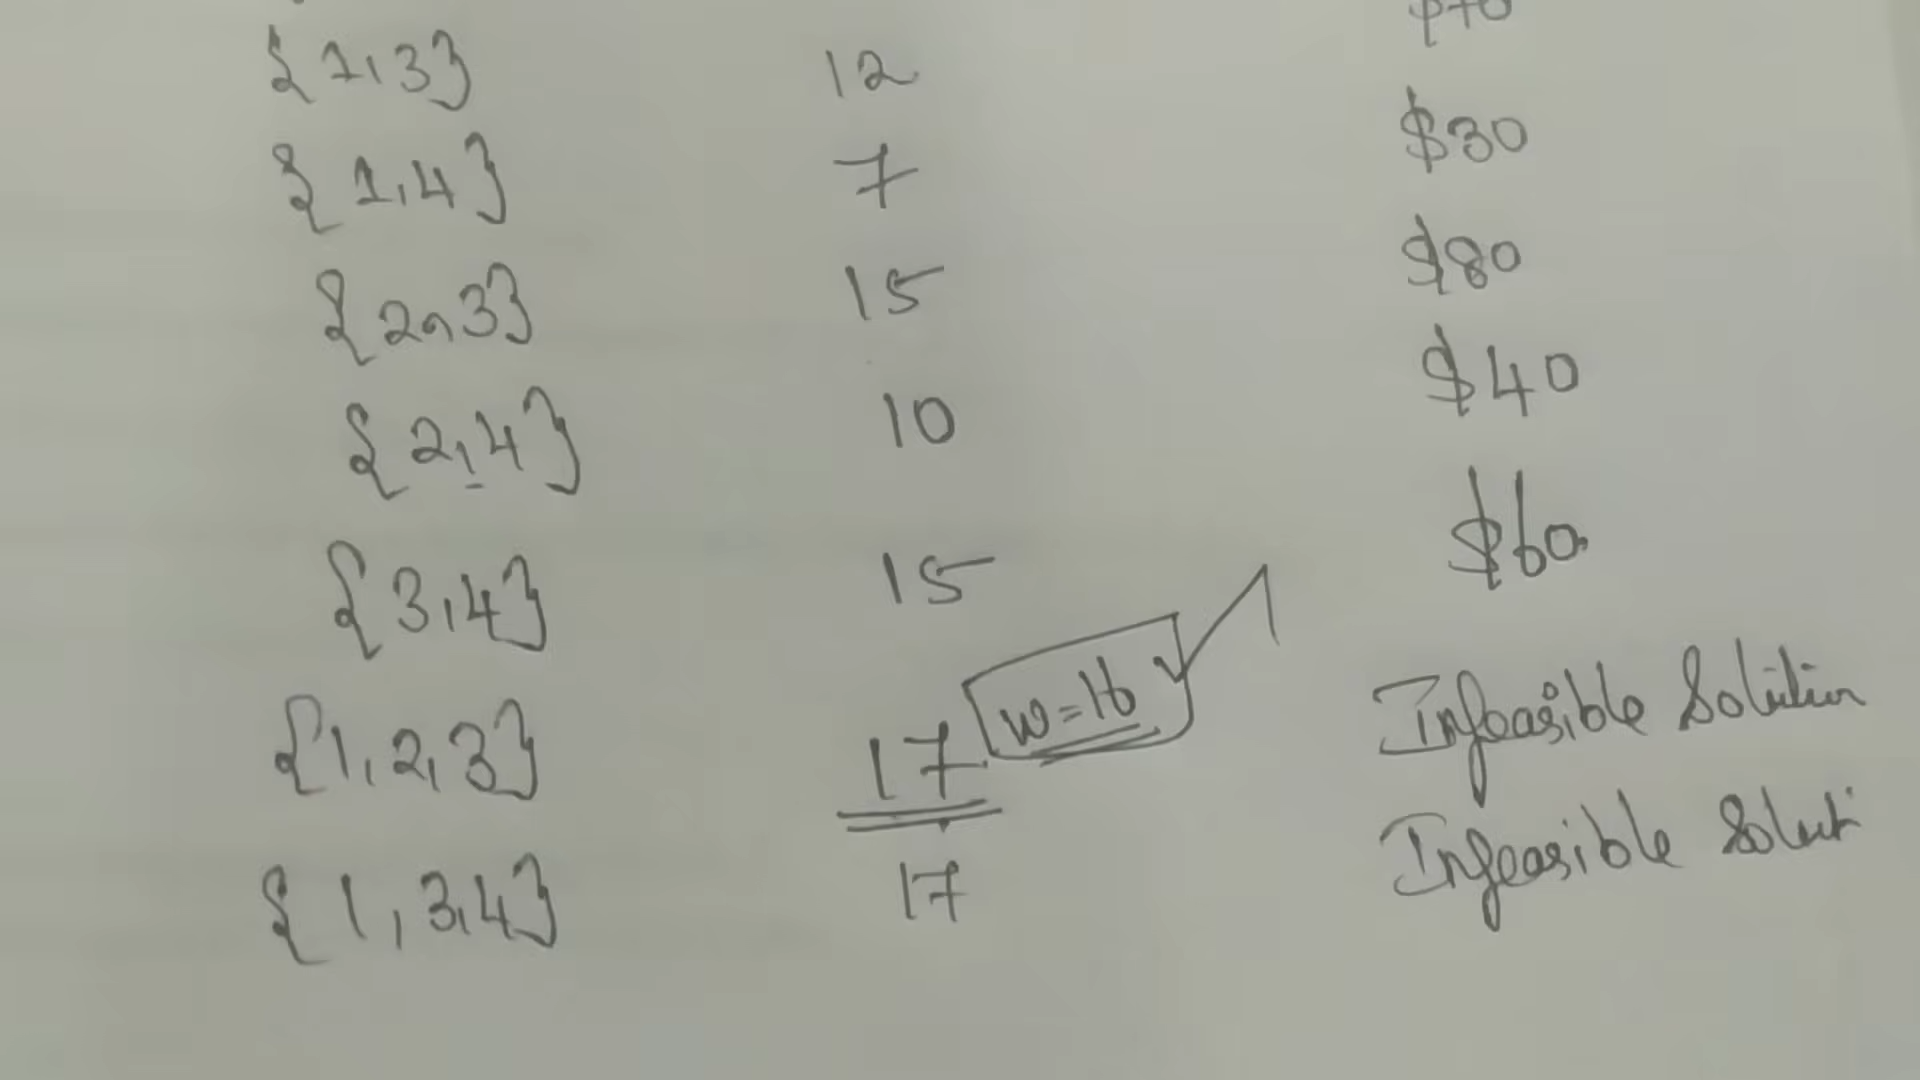 {1,3} 12 $70
{1,4} 7 $30
{2,3} 15 $80
{2,4} 10 $40
{3,4} 15 $60
{1,2,3} 17 w=16 Infeasible Solution
{1,3,4} 17 Infeasible Soluti